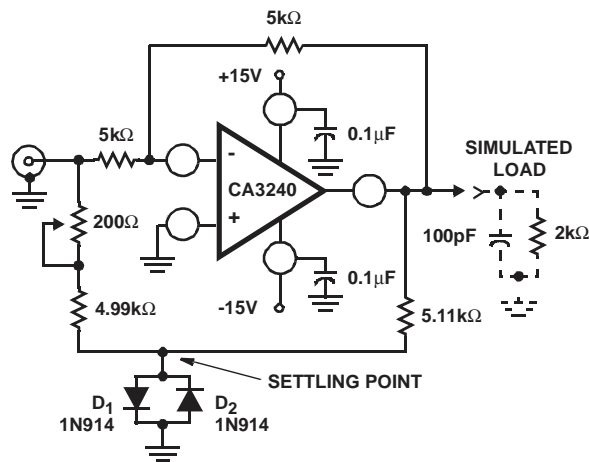 5kΩ
+15V
0.1μF
5kΩ
SIMULATED
LOAD
-
CA3240
+
200Ω
100pF
2kΩ
0.1μF
-15V
4.99kΩ
5.11kΩ
SETTLING POINT
D1
1N914
D2
1N914